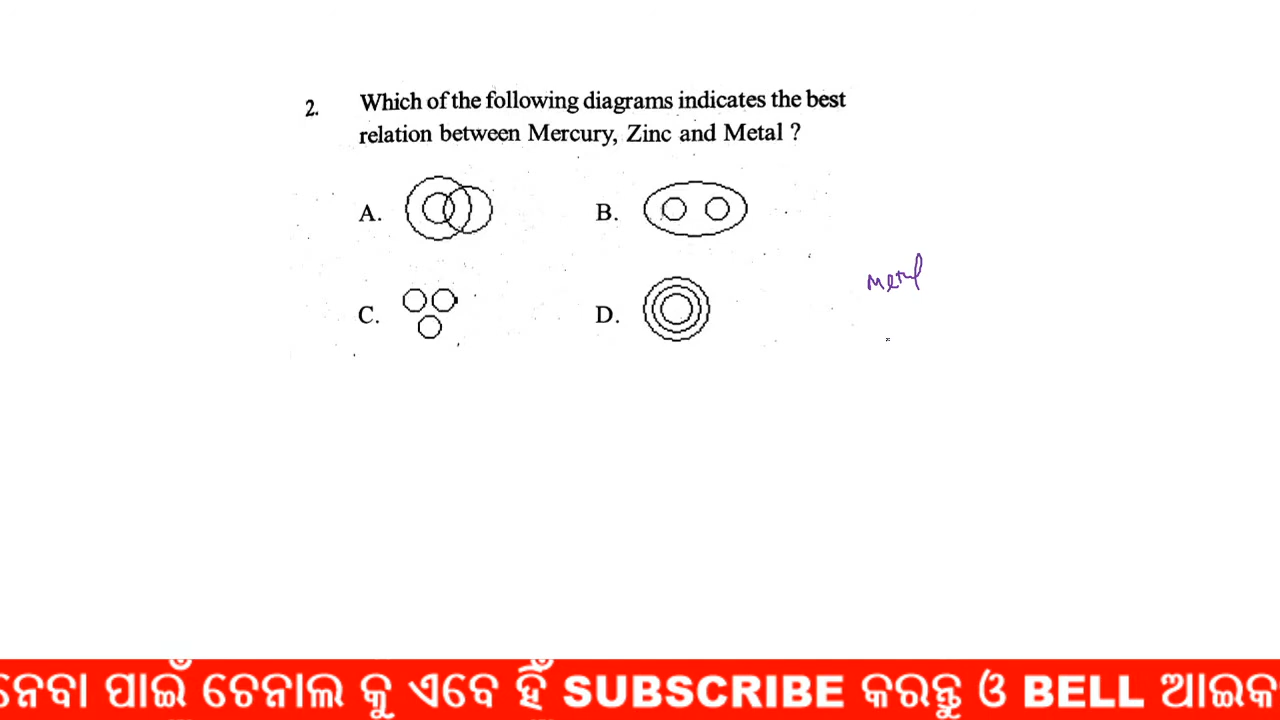 2. Which of the following diagrams indicates the best
relation between Mercury, Zinc and Metal ?
A. B.
Metal
C. D.
ନେବା ପାଇଁ ଚେନାଲ କୁ ଏବେ ହିଁ SUBSCRIBE କରନ୍ତୁ ଓ BELL ଆଇକ